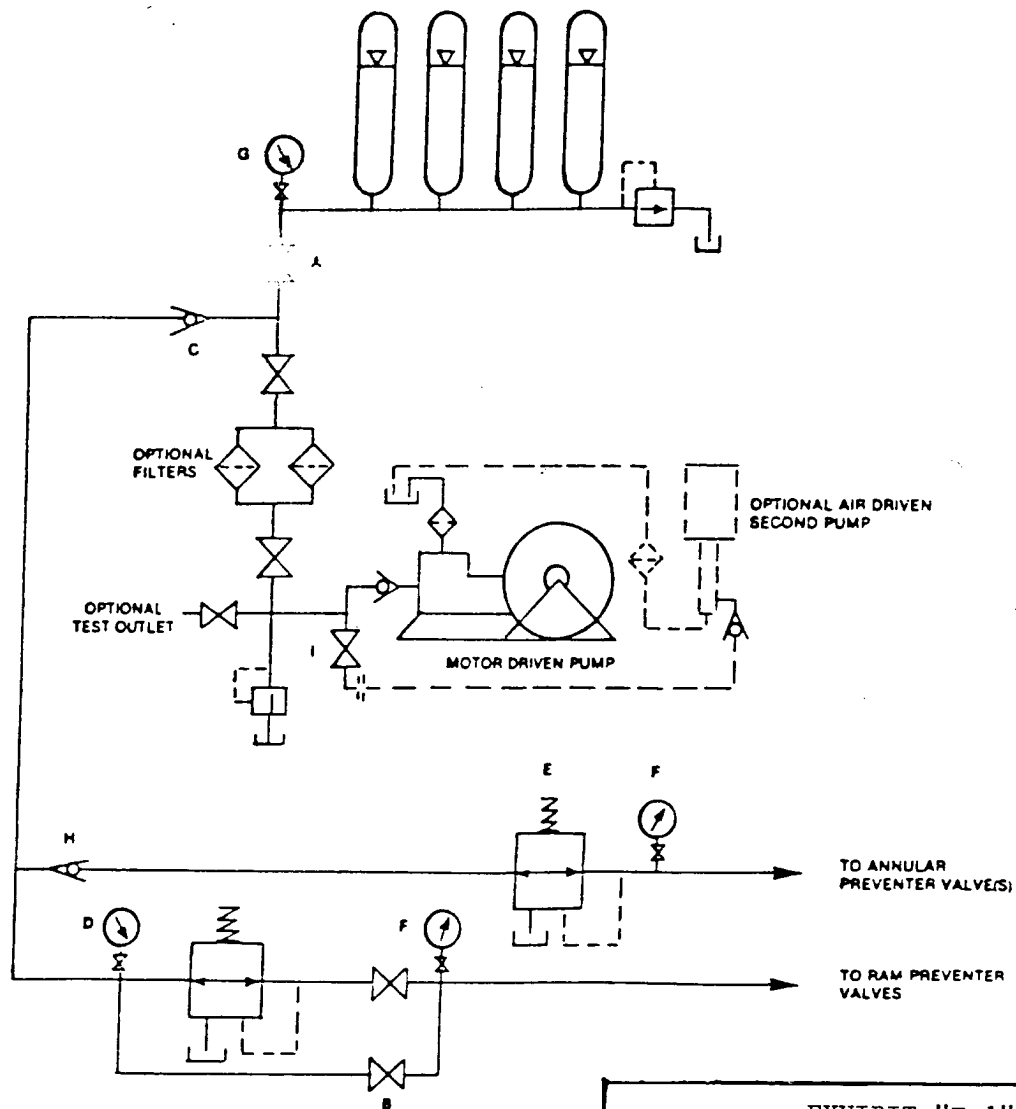 G
A
C
OPTIONAL
FILTERS
OPTIONAL AIR DRIVEN
SECOND PUMP
OPTIONAL
TEST OUTLET
I
MOTOR DRIVEN PUMP
E
F
H
TO ANNULAR
PREVENTER VALVE(S)
D
F
TO RAM PREVENTER
VALVES
B